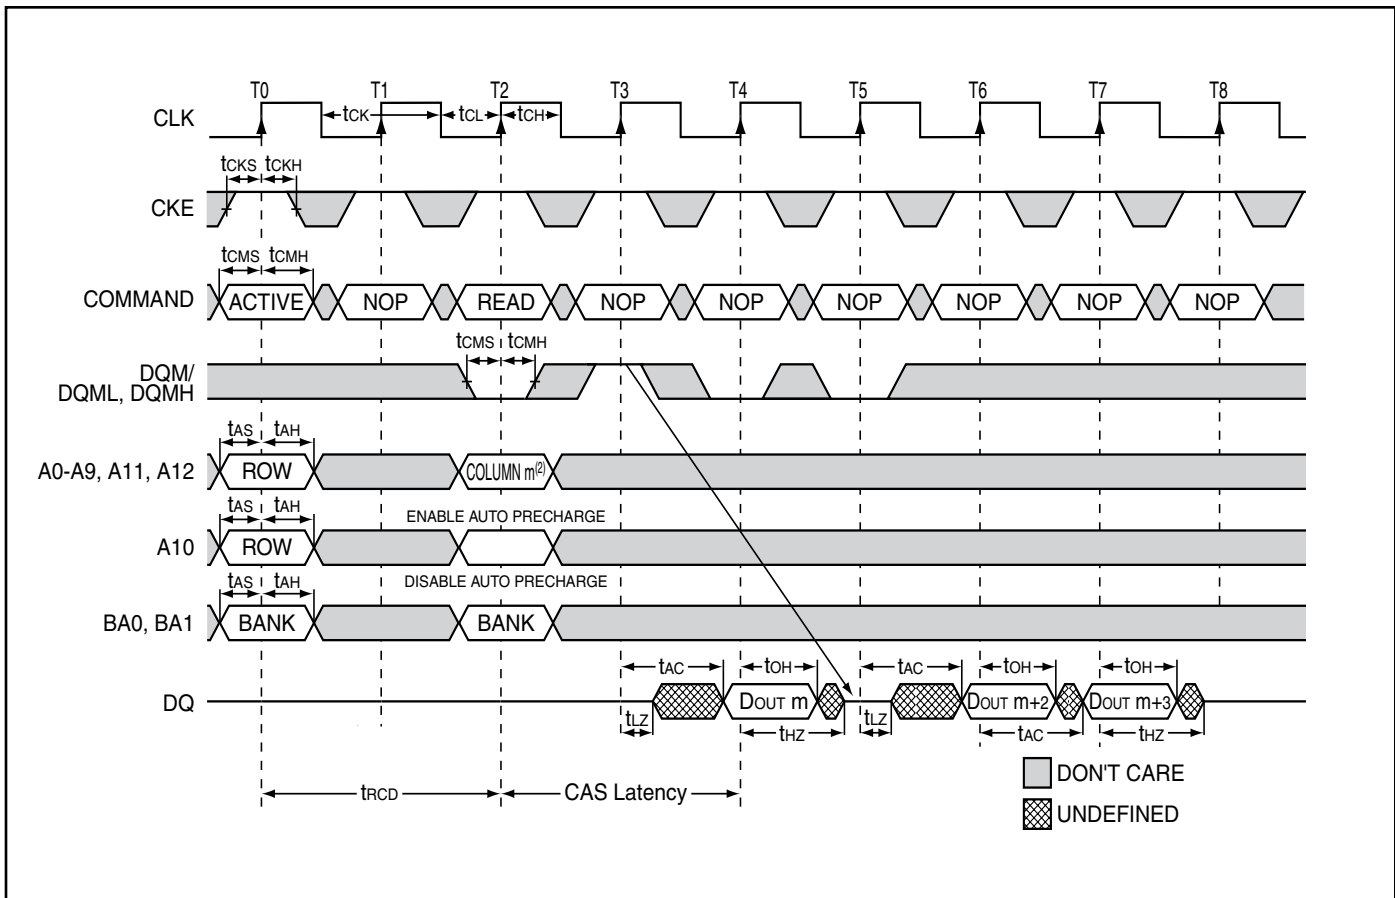 T0 T1 T2 T3 T4 T5 T6 T7 T8
CLK tCK tCL tCH
tCKS tCKH
CKE
tCMS tCMH
COMMAND ACTIVE NOP READ NOP NOP NOP NOP NOP NOP
tCMS tCMH
DQM/
DQML, DQMH
tAS tAH
A0-A9, A11, A12 ROW COLUMN m(2)
tAS tAH ENABLE AUTO PRECHARGE
A10 ROW
tAS tAH DISABLE AUTO PRECHARGE
BA0, BA1 BANK BANK
tAC tOH tAC tOH tOH
DQ DOUT m DOUT m+2 DOUT m+3
tLZ tHZ tLZ tAC tHZ
DON'T CARE
tRCD CAS Latency
UNDEFINED